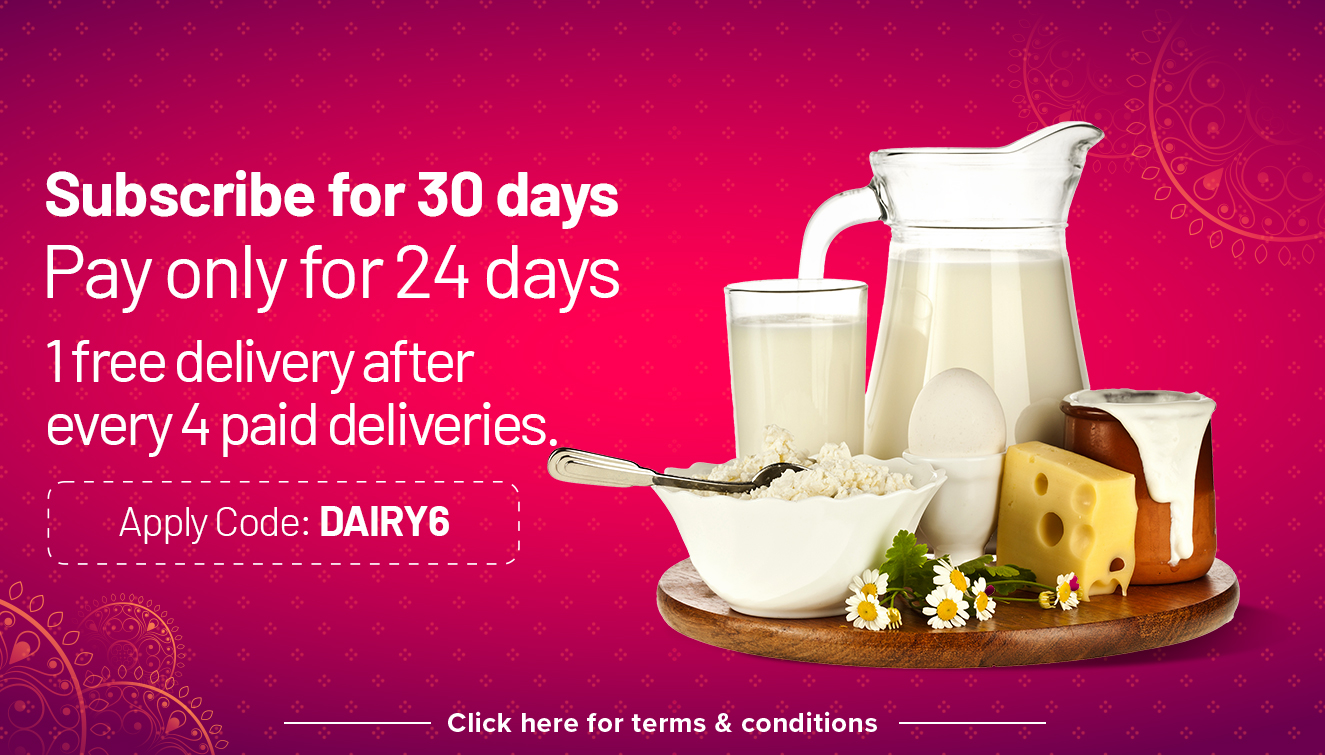 Subscribe for 30 days
Pay only for 24 days
1 free delivery after
every 4 paid deliveries.
Apply Code: DAIRY6
Click here for terms & conditions